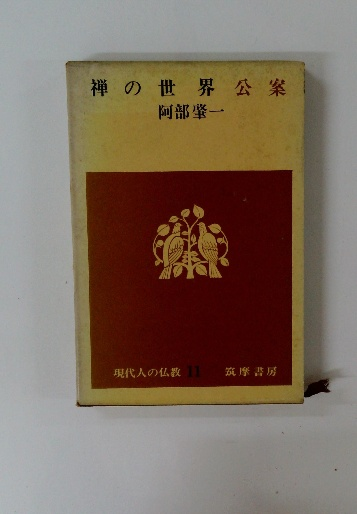 禅の世界 公案
阿部肇一
現代人の仏教 11 筑摩書房